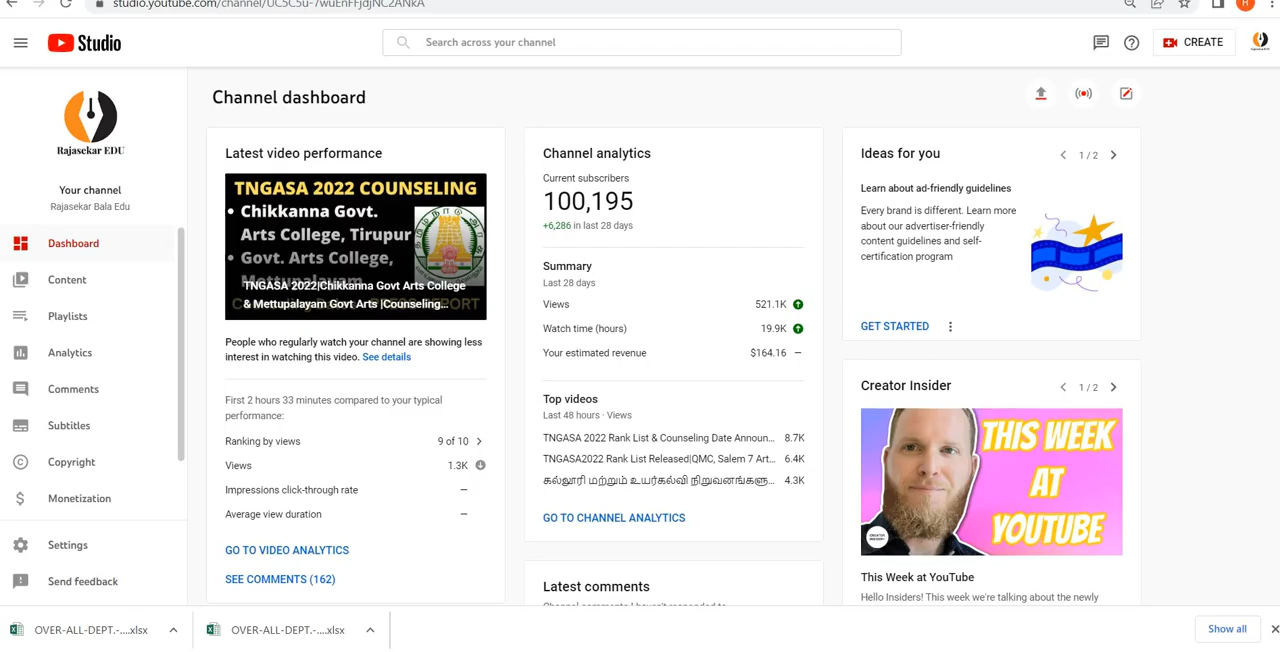 studio.youtube.com/channel/UC5C5u-7wuEnFFjdjNC2ANkA
Studio
Search across your channel
CREATE
Rajasekar EDU
Your channel
Rajasekar Bala Edu
Dashboard
Content
Playlists
Analytics
Comments
Subtitles
Copyright
Monetization
Settings
Send feedback
Channel dashboard
Latest video performance
TNGASA 2022 COUNSELING
• Chikkanna Govt.
Arts College, Tirupur
• Govt. Arts College,
Mettupalayam
TNGASA 2022|Chikkanna Govt Arts College
& Mettupalayam Govt Arts |Counseling...
People who regularly watch your channel are showing less
interest in watching this video. See details
First 2 hours 33 minutes compared to your typical
performance:
Ranking by views 9 of 10
Views 1.3K
Impressions click-through rate –
Average view duration –
GO TO VIDEO ANALYTICS
SEE COMMENTS (162)
Channel analytics
Current subscribers
100,195
+6,286 in last 28 days
Summary
Last 28 days
Views 521.1K
Watch time (hours) 19.9K
Your estimated revenue $164.16 –
Top videos
Last 48 hours · Views
TNGASA 2022 Rank List & Counseling Date Announ... 8.7K
TNGASA2022 Rank List Released|QMC, Salem 7 Art... 6.4K
கல்லூரி மற்றும் உயர்கல்வி நிறுவனங்களு... 4.3K
GO TO CHANNEL ANALYTICS
Latest comments
Channel comments I haven't responded to
Ideas for you
1 / 2
Learn about ad-friendly guidelines
Every brand is different. Learn more
about our advertiser-friendly
content guidelines and self-
certification program
GET STARTED
Creator Insider
1 / 2
THIS WEEK
AT
YOUTUBE
CREATOR
INSIDER
This Week at YouTube
Hello Insiders! This week we're talking about the newly
OVER-ALL-DEPT.-....xlsx
OVER-ALL-DEPT.-....xlsx
Show all